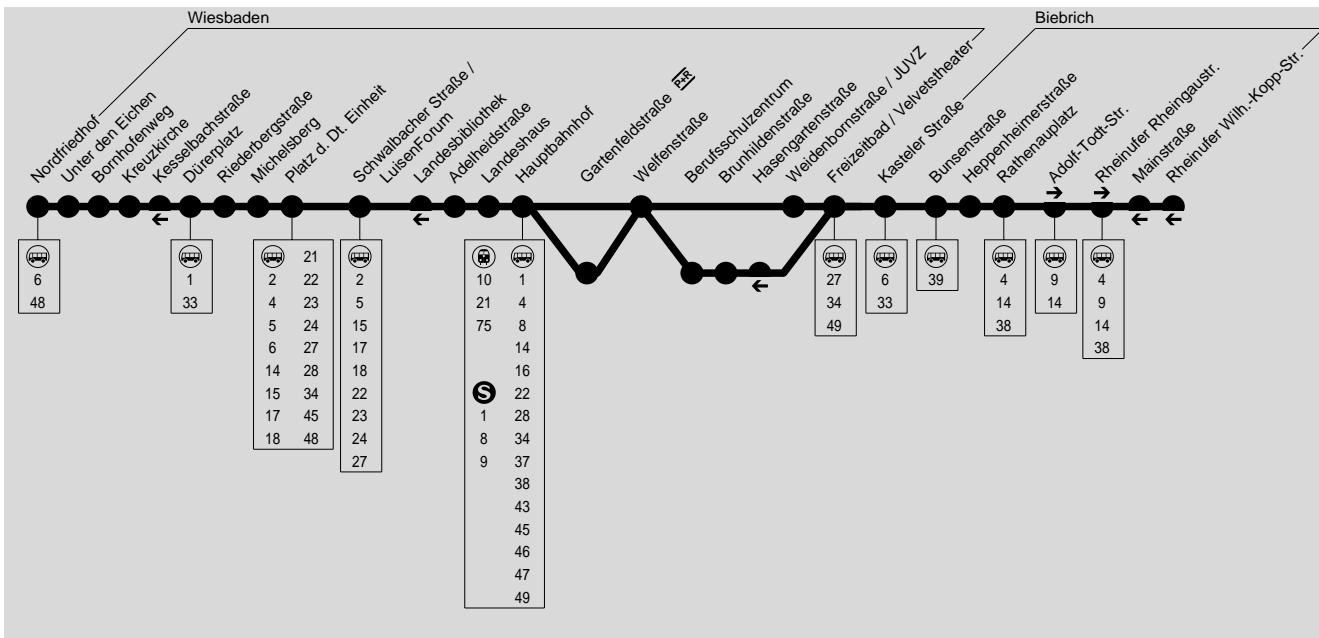 Wiesbaden
Biebrich
Nordfriedhof
Unter den Eichen
Bornhofenweg
Kreuzkirche
Kesselbachstraße
Dürerplatz
Riederbergstraße
Michelsberg
Platz d. Dt. Einheit
Schwalbacher Straße /
LuisenForum
Landesbibliothek
Adelheidstraße
Landeshaus
Hauptbahnhof
Gartenfeldstraße P+R
Welfenstraße
Berufsschulzentrum
Brunhildenstraße
Hasengartenstraße
Weidenbornstraße / JUVZ
Freizeitbad / Velvetstheater
Kasteler Straße
Bunsenstraße
Heppenheimerstraße
Rathenauplatz
Adolf-Todt-Str.
Rheinufer Rheingaustr.
Mainstraße
Rheinufer Wilh.-Kopp-Str.
6
48
1
33
2
4
5
6
14
15
17
18
21
22
23
24
27
28
34
45
48
2
5
15
17
18
22
23
24
27
10
21
75
S
1
8
9
1
4
8
14
16
22
28
34
37
38
43
45
46
47
49
27
34
49
6
33
39
4
14
38
9
14
4
9
14
38